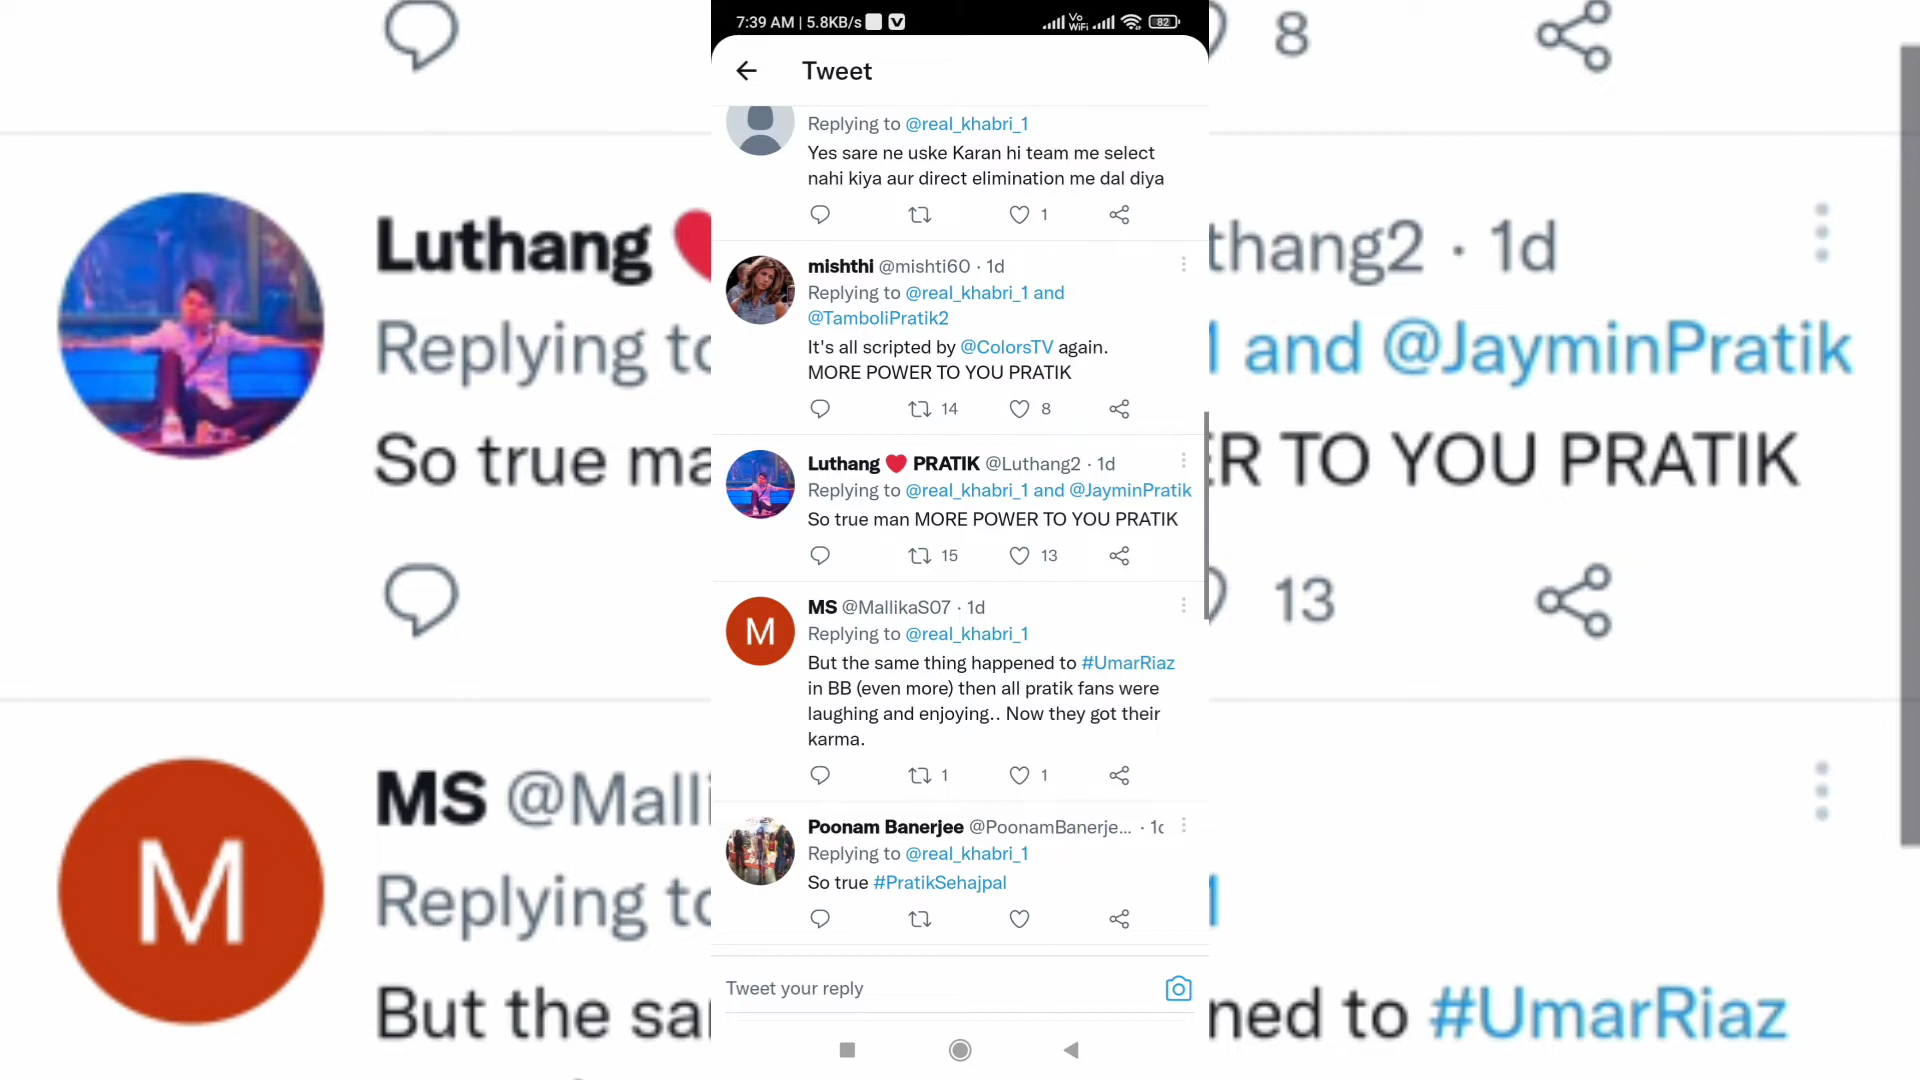 7:39 AM | 5.8KB/s
Vo
WiFi
82
Tweet
Replying to @real_khabri_1
Yes sare ne uske Karan hi team me select
nahi kiya aur direct elimination me dal diya
1
mishthi @mishti60 · 1d
Replying to @real_khabri_1 and
@TamboliPratik2
It's all scripted by @ColorsTV again.
MORE POWER TO YOU PRATIK
14 8
Luthang ❤️ PRATIK @Luthang2 · 1d
Replying to @real_khabri_1 and @JayminPratik
So true man MORE POWER TO YOU PRATIK
15 13
MS @MallikaS07 · 1d
Replying to @real_khabri_1
But the same thing happened to #UmarRiaz
in BB (even more) then all pratik fans were
laughing and enjoying.. Now they got their
karma.
1 1
Poonam Banerjee @PoonamBanerje... · 1d
Replying to @real_khabri_1
So true #PratikSehajpal
Tweet your reply
8
Luthang ❤️ thang2 · 1d
Replying to and @JayminPratik
So true ma ER TO YOU PRATIK
13
MS @Malli
Replying to
But the sa ned to #UmarRiaz
M
M